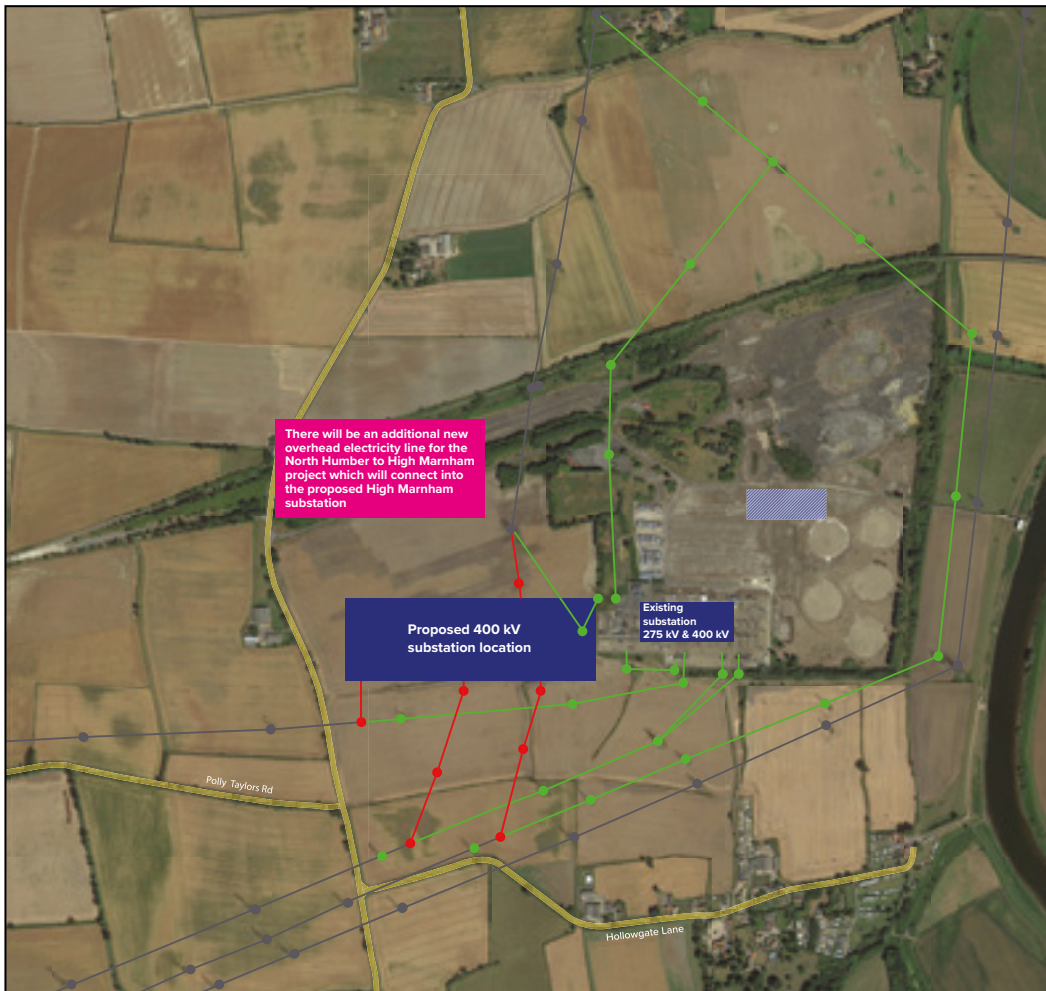 There will be an additional new
overhead electricity line for the
North Humber to High Marnham
project which will connect into
the proposed High Marnham
substation
Proposed 400 kV
substation location
Existing
substation
275 kV & 400 kV
Polly Taylors Rd
Hollowgate Lane